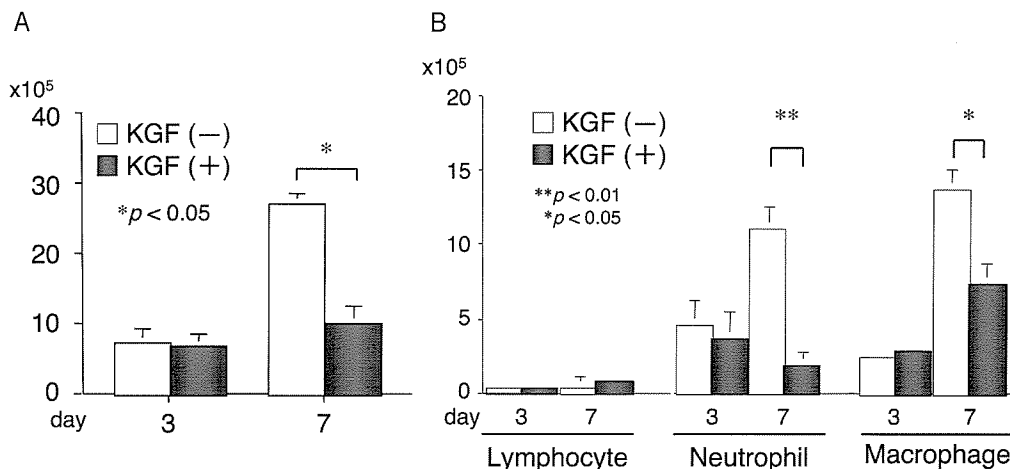 A
x10⁵
40
30
20
10
0
KGF (−)
KGF (+)
*
*p < 0.05
day 3 7
B
x10⁵
20
15
10
5
0
KGF (−)
KGF (+)
**p < 0.01
*p < 0.05
** *
day 3 7 3 7 3 7
Lymphocyte Neutrophil Macrophage